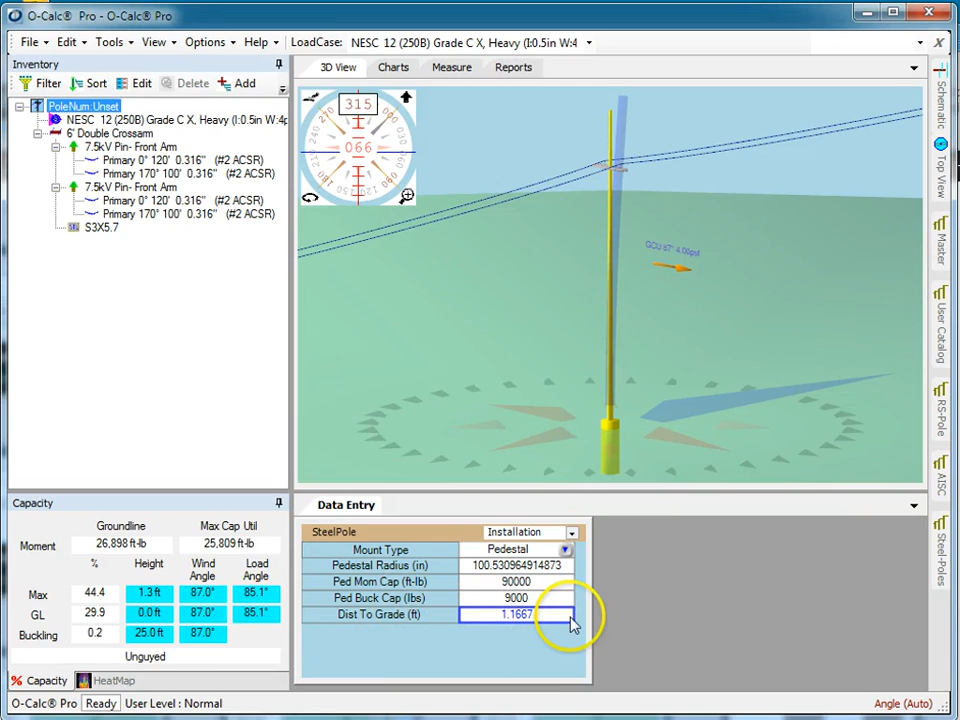 O-Calc® Pro - O-Calc® Pro
File Edit Tools View Options Help LoadCase: NESC 12 (250B) Grade C X, Heavy (I:0.5in W:4 X
Inventory
Filter Sort Edit Delete Add
PoleNum:Unset
NESC 12 (250B) Grade C X, Heavy (I:0.5in W:4p
6' Double Crossarm
7.5kV Pin- Front Arm
Primary 0° 120' 0.316" (#2 ACSR)
Primary 170° 100' 0.316" (#2 ACSR)
7.5kV Pin- Front Arm
Primary 0° 120' 0.316" (#2 ACSR)
Primary 170° 100' 0.316" (#2 ACSR)
S3X5.7
3D View Charts Measure Reports
315
066
GCU 87° 4.00psf
Schematic
Top View
Master
User Catalog
RS-Pole
AISC
Steel-Poles
Capacity
Groundline Max Cap Util
Moment 26,898 ft-lb 25,809 ft-lb
% Height Wind Angle Load Angle
Max 44.4 1.3 ft 87.0° 85.1°
GL 29.9 0.0 ft 87.0° 85.1°
Buckling 0.2 25.0 ft 87.0°
Unguyed
% Capacity HeatMap
Data Entry
SteelPole Installation
Mount Type Pedestal
Pedestal Radius (in) 100.530964914873
Ped Mom Cap (ft-lb) 90000
Ped Buck Cap (lbs) 9000
Dist To Grade (ft) 1.1667
O-Calc® Pro Ready User Level : Normal Angle (Auto)